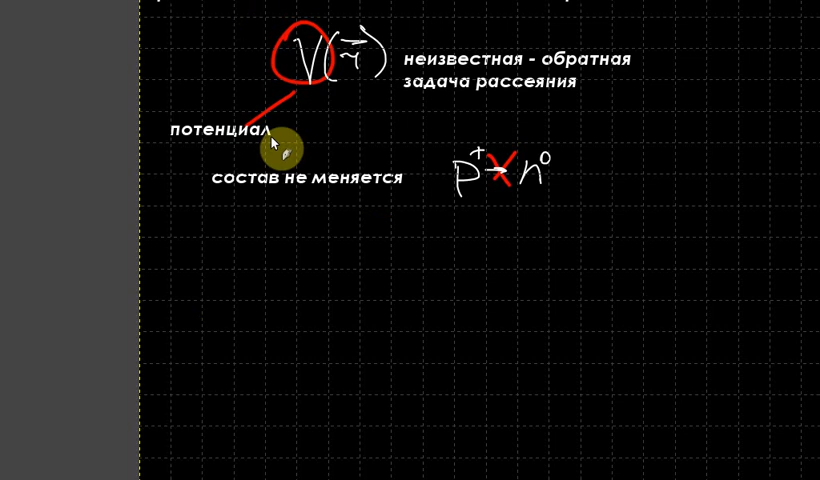 V(r⃗)
неизвестная - обратная
задача рассеяния
потенциал
состав не меняется
p⁺ → n⁰